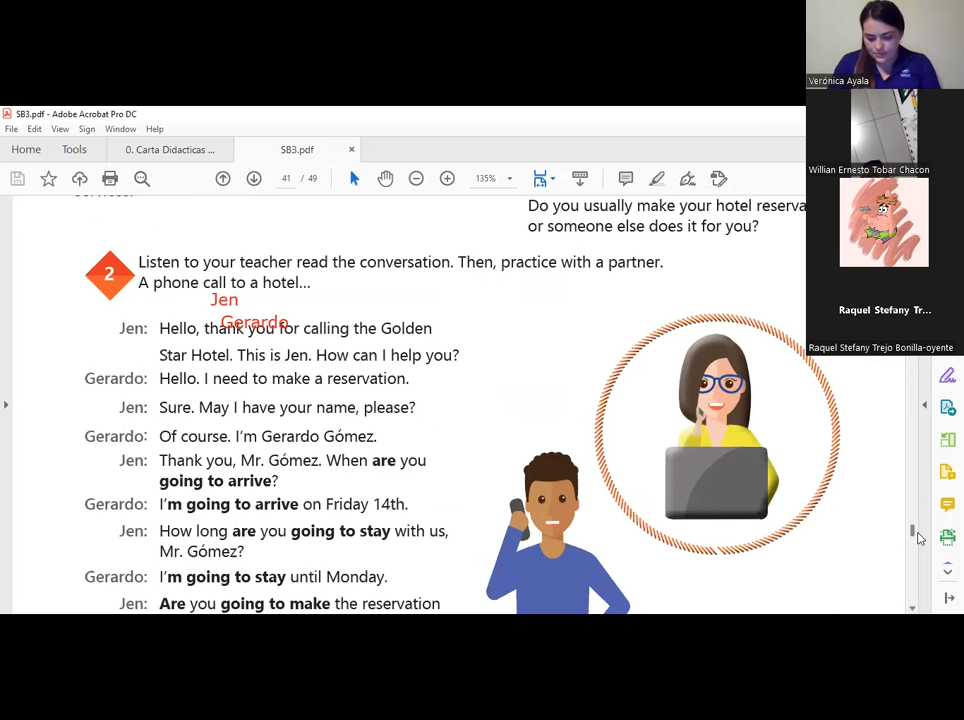 Verónica Ayala
SB3.pdf - Adobe Acrobat Pro DC
File Edit View Sign Window Help
Home Tools 0. Carta Didacticas ... SB3.pdf ×
41 / 49 135%
Willian Ernesto Tobar Chacon
Do you usually make your hotel reserva
or someone else does it for you?
2
Listen to your teacher read the conversation. Then, practice with a partner.
A phone call to a hotel...
Jen
Gerardo
Raquel Stefany Tr...
Raquel Stefany Trejo Bonilla-oyente
Jen: Hello, thank you for calling the Golden
Star Hotel. This is Jen. How can I help you?
Gerardo: Hello. I need to make a reservation.
Jen: Sure. May I have your name, please?
Gerardo: Of course. I'm Gerardo Gómez.
Jen: Thank you, Mr. Gómez. When are you
going to arrive?
Gerardo: I'm going to arrive on Friday 14th.
Jen: How long are you going to stay with us,
Mr. Gómez?
Gerardo: I'm going to stay until Monday.
Jen: Are you going to make the reservation